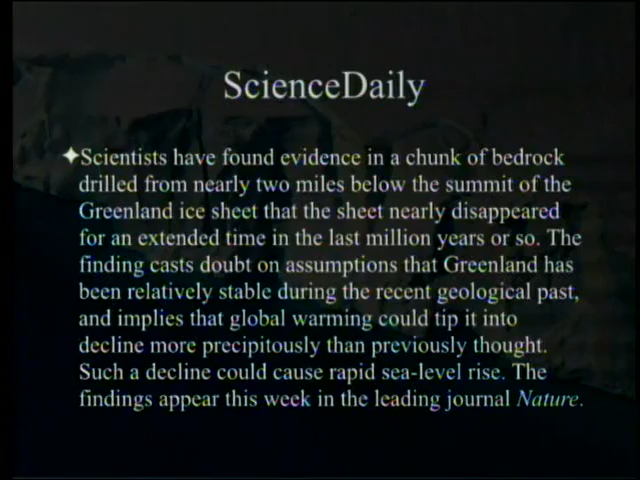 ScienceDaily
✦Scientists have found evidence in a chunk of bedrock
drilled from nearly two miles below the summit of the
Greenland ice sheet that the sheet nearly disappeared
for an extended time in the last million years or so. The
finding casts doubt on assumptions that Greenland has
been relatively stable during the recent geological past,
and implies that global warming could tip it into
decline more precipitously than previously thought.
Such a decline could cause rapid sea-level rise. The
findings appear this week in the leading journal Nature.